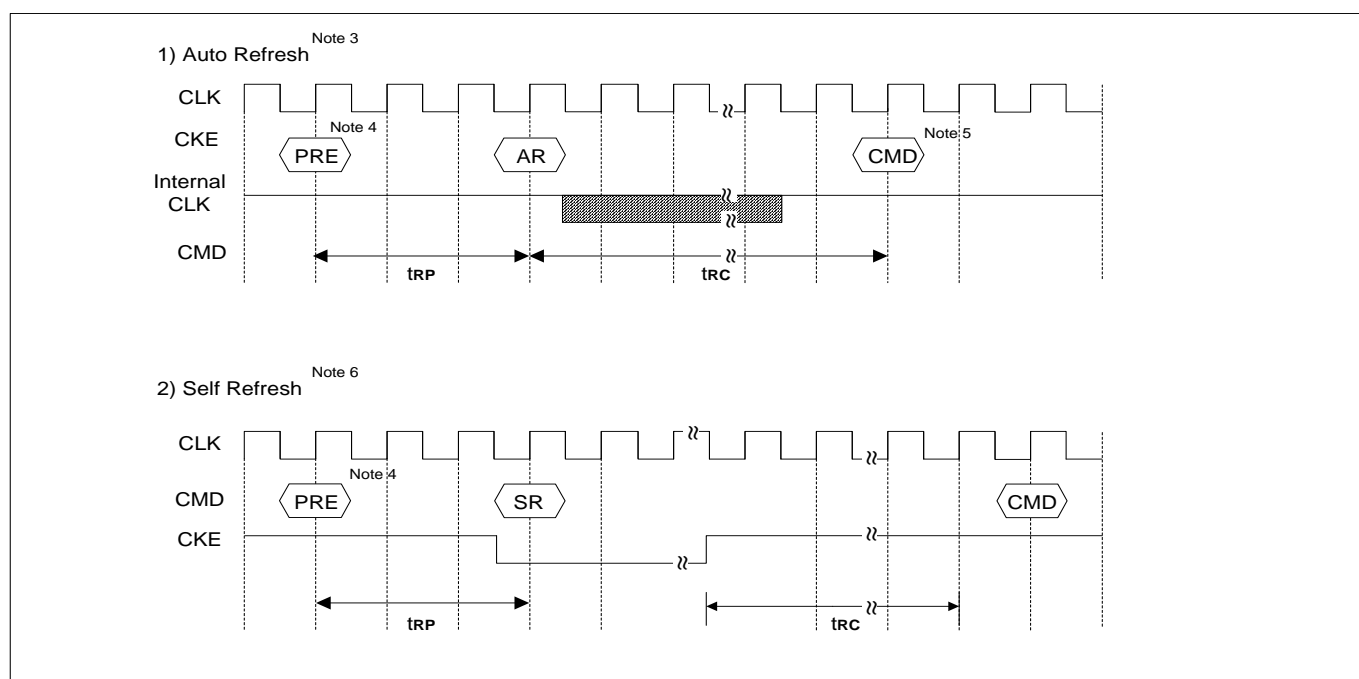 1) Auto Refresh Note 3
CLK
CKE
Note 4
Note 5
PRE
AR
CMD
Internal
CLK
CMD
tRP
tRC
2) Self Refresh Note 6
CLK
Note 4
CMD
PRE
SR
CMD
CKE
tRP
tRC